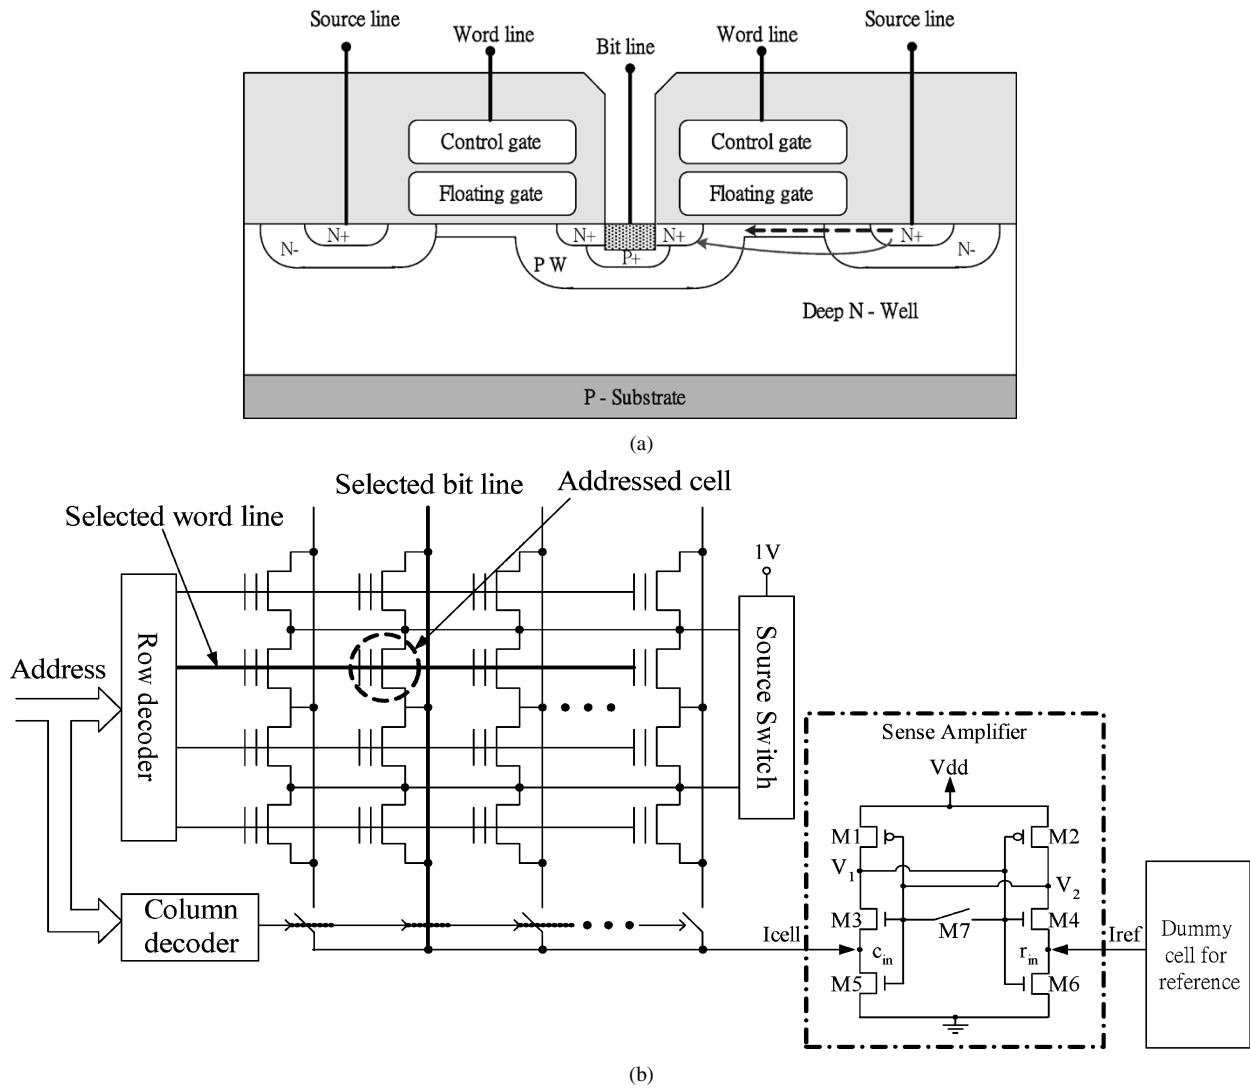 Source line
Word line
Bit line
Word line
Source line
Control gate
Control gate
Floating gate
Floating gate
N+
N-
N+
N+
N+
N-
P W
P+
Deep N - Well
P - Substrate
(a)
Selected bit line
Addressed cell
Selected word line
1V
Row decoder
Source Switch
Address
Sense Amplifier
Vdd
M1
M2
V1
V2
M3
M4
M7
Column
decoder
Icell
cin
rin
Iref
M5
M6
Dummy
cell for
reference
(b)